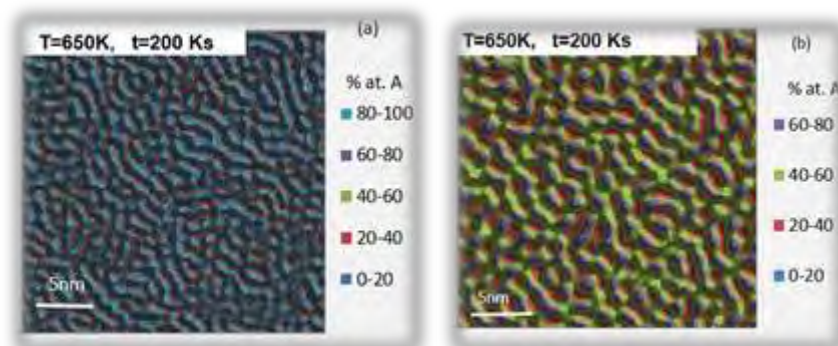 T=650K, t=200 Ks
(a)
% at. A
80-100
60-80
40-60
20-40
0-20
5nm
T=650K, t=200 Ks
(b)
% at. A
60-80
40-60
20-40
0-20
5nm